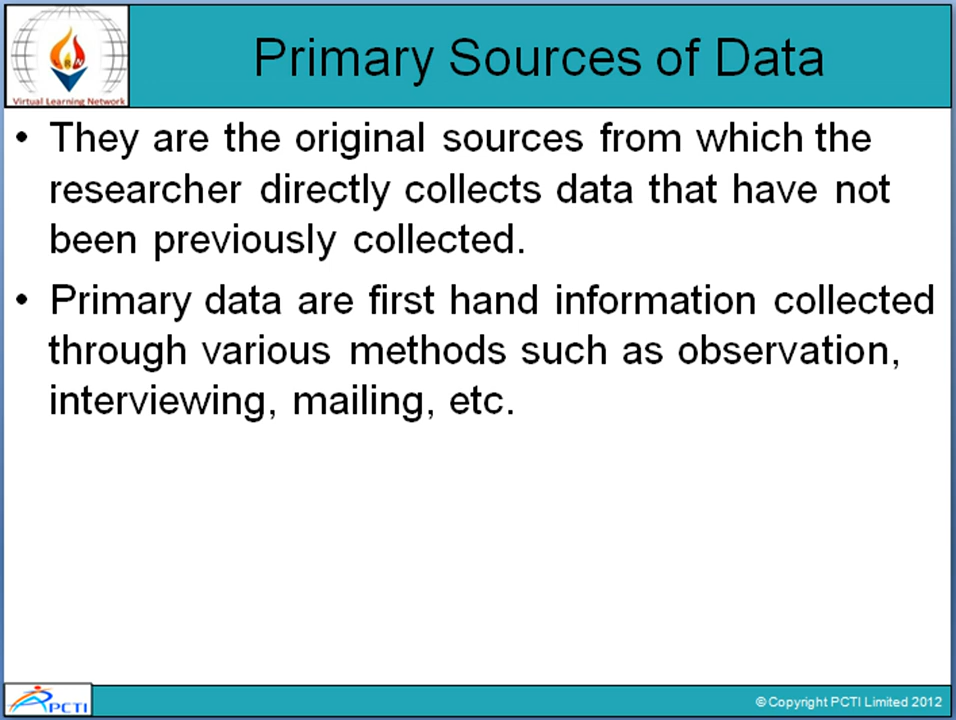 Virtual Learning Network
Primary Sources of Data
• They are the original sources from which the
researcher directly collects data that have not
been previously collected.
• Primary data are first hand information collected
through various methods such as observation,
interviewing, mailing, etc.
PCTI
© Copyright PCTI Limited 2012